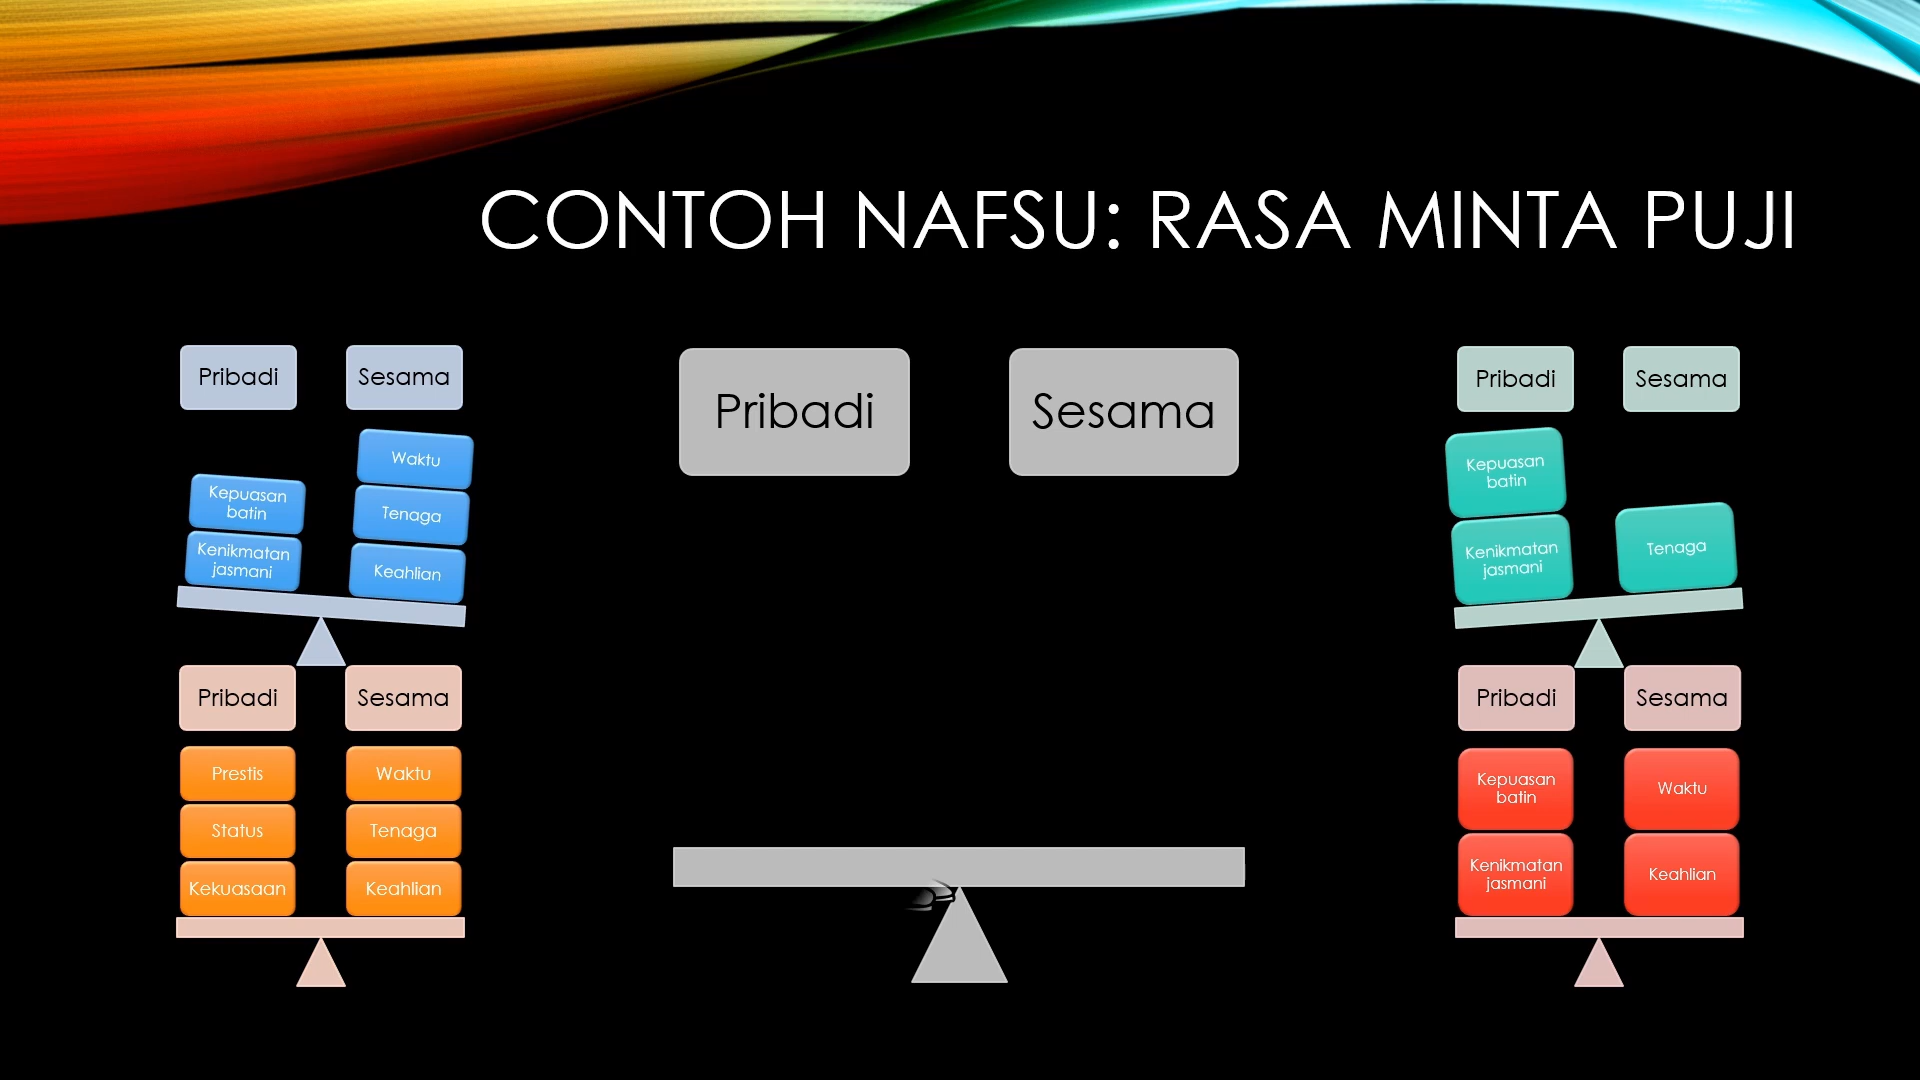 CONTOH NAFSU: RASA MINTA PUJI
Pribadi
Sesama
Kepuasan
batin
Kenikmatan
jasmani
Waktu
Tenaga
Keahlian
Pribadi
Sesama
Prestis
Status
Kekuasaan
Waktu
Tenaga
Keahlian
Pribadi
Sesama
Pribadi
Sesama
Kepuasan
batin
Kenikmatan
jasmani
Tenaga
Pribadi
Sesama
Kepuasan
batin
Kenikmatan
jasmani
Waktu
Keahlian